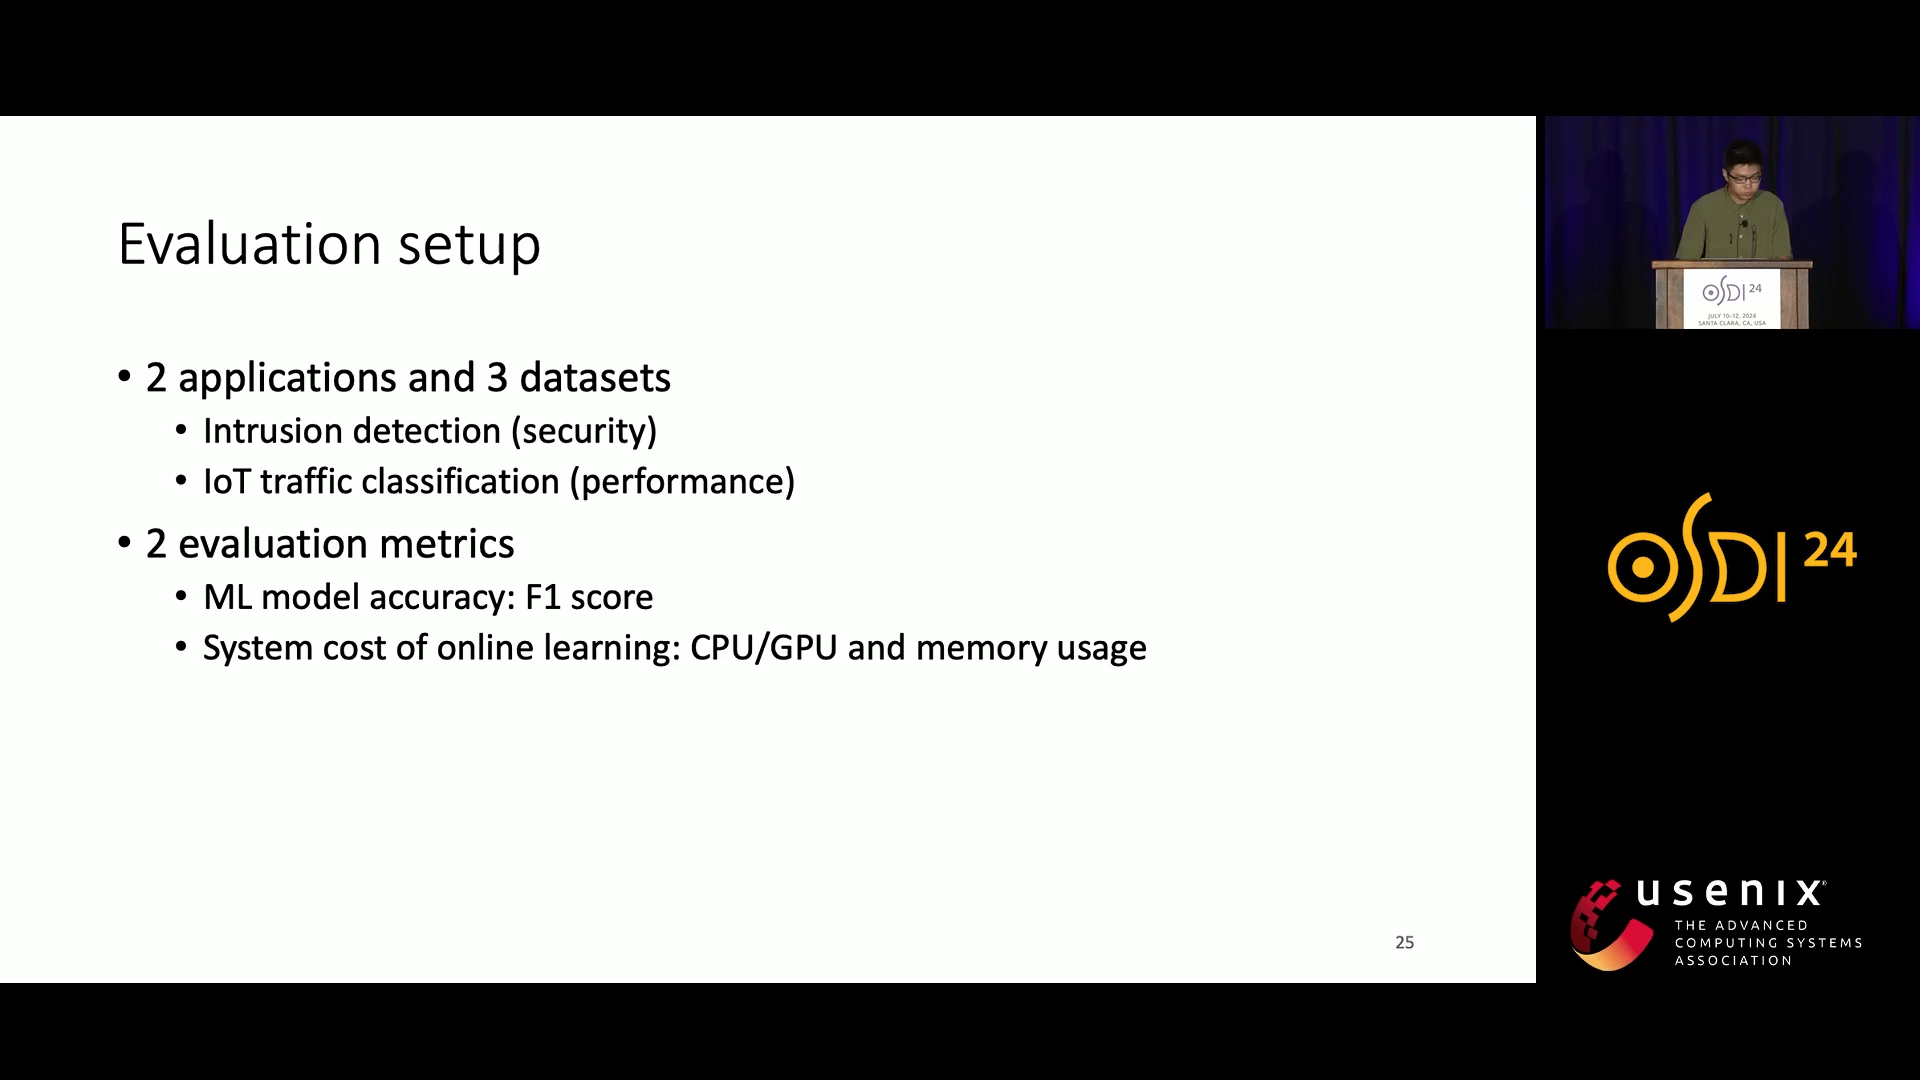 Evaluation setup
• 2 applications and 3 datasets
• Intrusion detection (security)
• IoT traffic classification (performance)
• 2 evaluation metrics
• ML model accuracy: F1 score
• System cost of online learning: CPU/GPU and memory usage
25
OSDI 24
JULY 10–12, 2024
SANTA CLARA, CA, USA
OSDI 24
usenix®
THE ADVANCED
COMPUTING SYSTEMS
ASSOCIATION